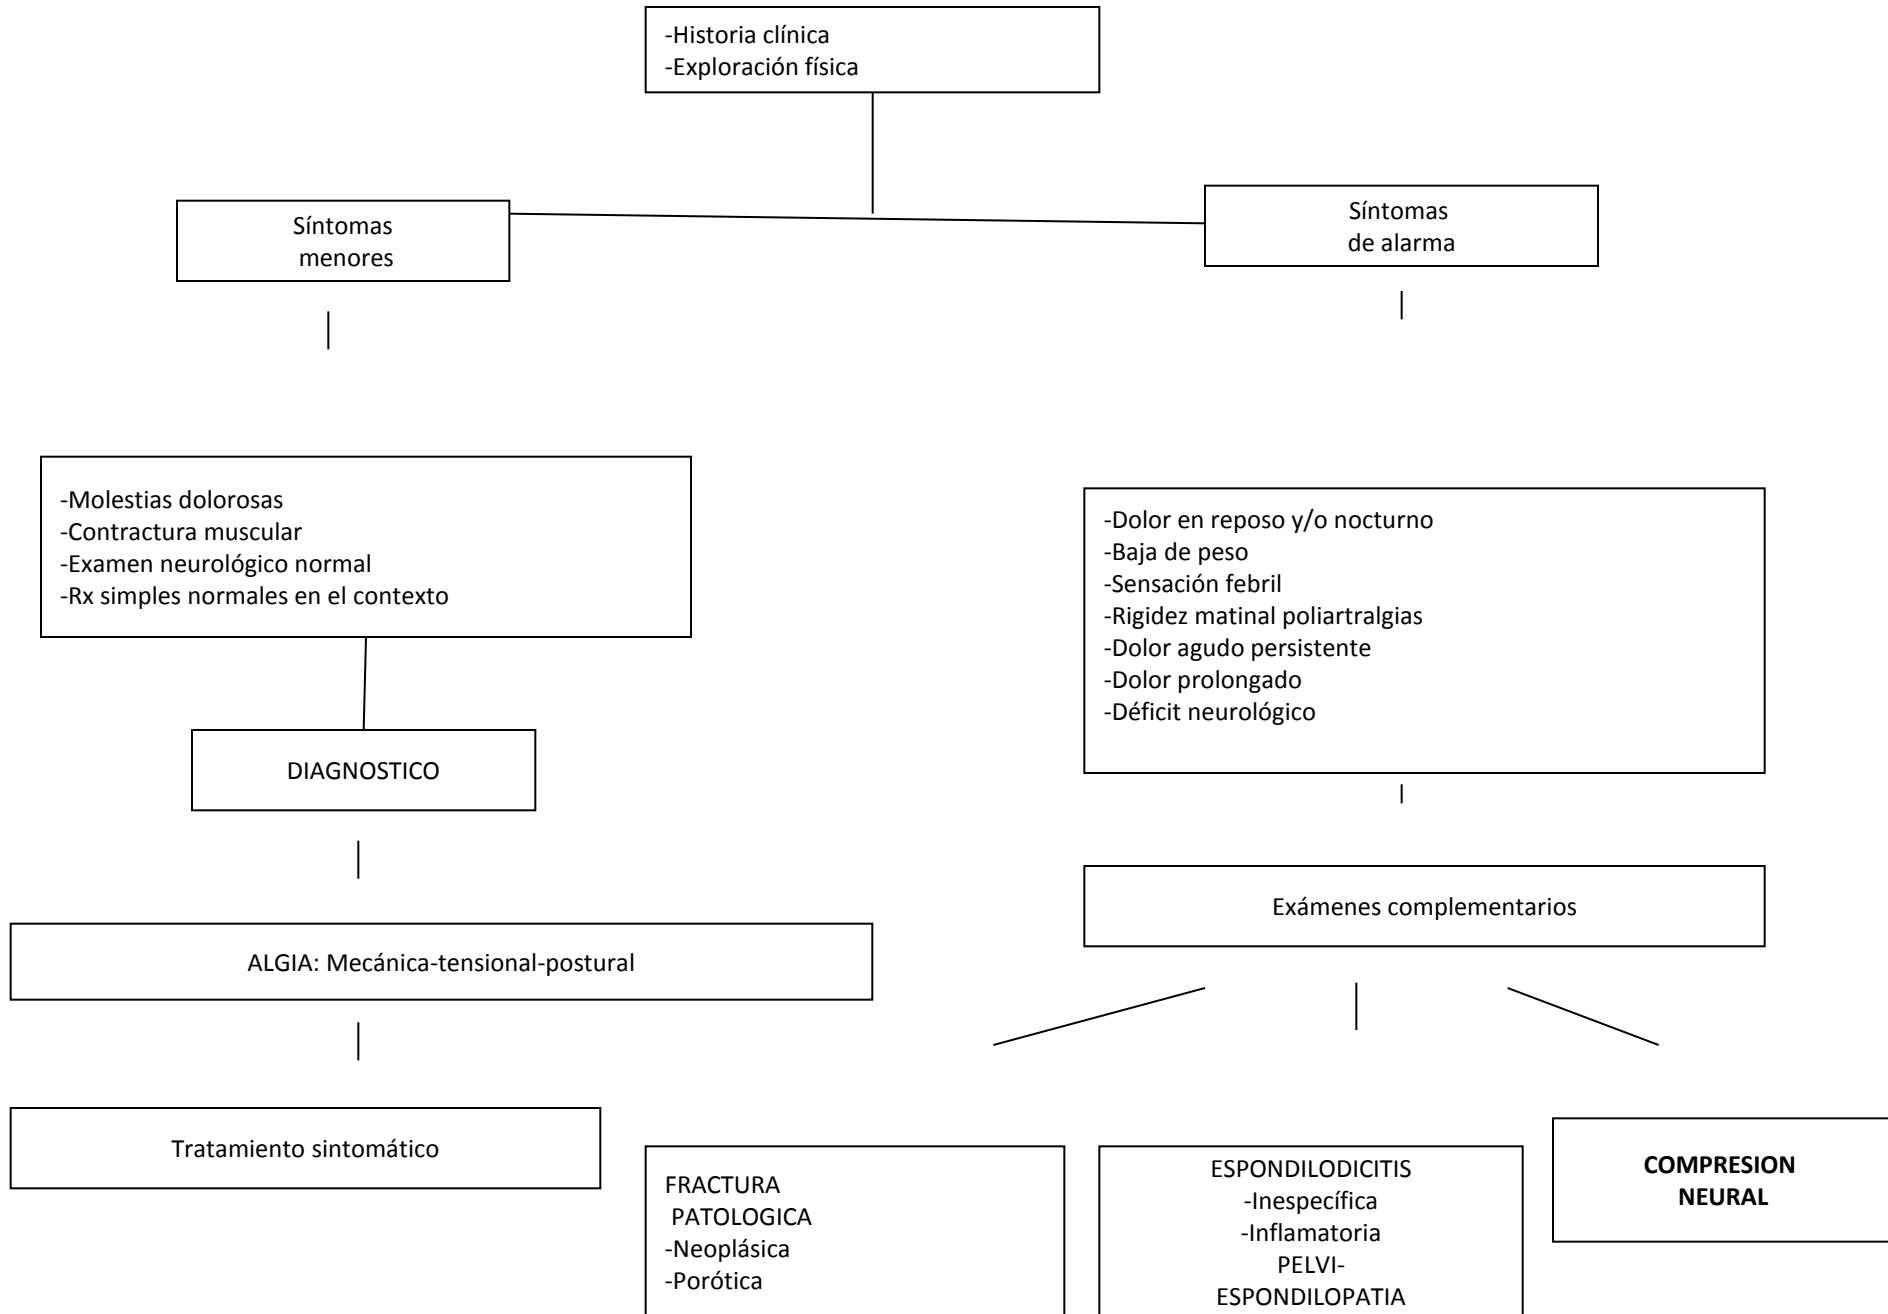 -Historia clínica
-Exploración física
Síntomas
menores
Síntomas
de alarma
-Molestias dolorosas
-Contractura muscular
-Examen neurológico normal
-Rx simples normales en el contexto
-Dolor en reposo y/o nocturno
-Baja de peso
-Sensación febril
-Rigidez matinal poliartralgias
-Dolor agudo persistente
-Dolor prolongado
-Déficit neurológico
DIAGNOSTICO
Exámenes complementarios
ALGIA: Mecánica-tensional-postural
Tratamiento sintomático
FRACTURA
PATOLOGICA
-Neoplásica
-Porótica
ESPONDILODICITIS
-Inespecífica
-Inflamatoria
PELVI-
ESPONDILOPATIA
COMPRESION
NEURAL